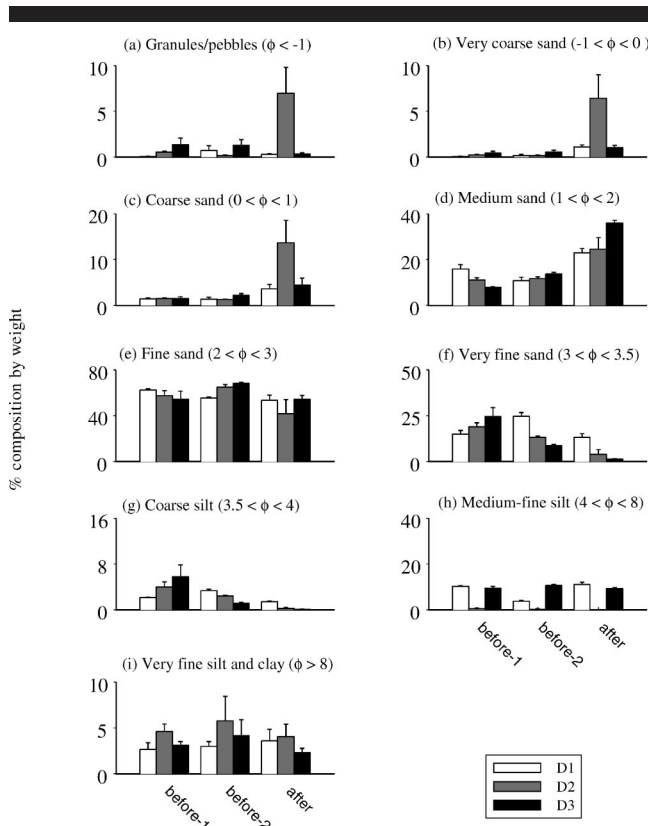 (a) Granules/pebbles (ϕ < -1)
10
5
0
(b) Very coarse sand (-1 < ϕ < 0 )
10
5
0
(c) Coarse sand (0 < ϕ < 1)
20
10
0
(d) Medium sand (1 < ϕ < 2)
40
20
0
% composition by weight
(e) Fine sand (2 < ϕ < 3)
80
40
0
(f) Very fine sand (3 < ϕ < 3.5)
50
25
0
(g) Coarse silt (3.5 < ϕ < 4)
16
8
0
(h) Medium-fine silt (4 < ϕ < 8)
40
20
0
before-1
before-2
after
(i) Very fine silt and clay (ϕ > 8)
10
5
0
before-1
before-2
after
D1
D2
D3